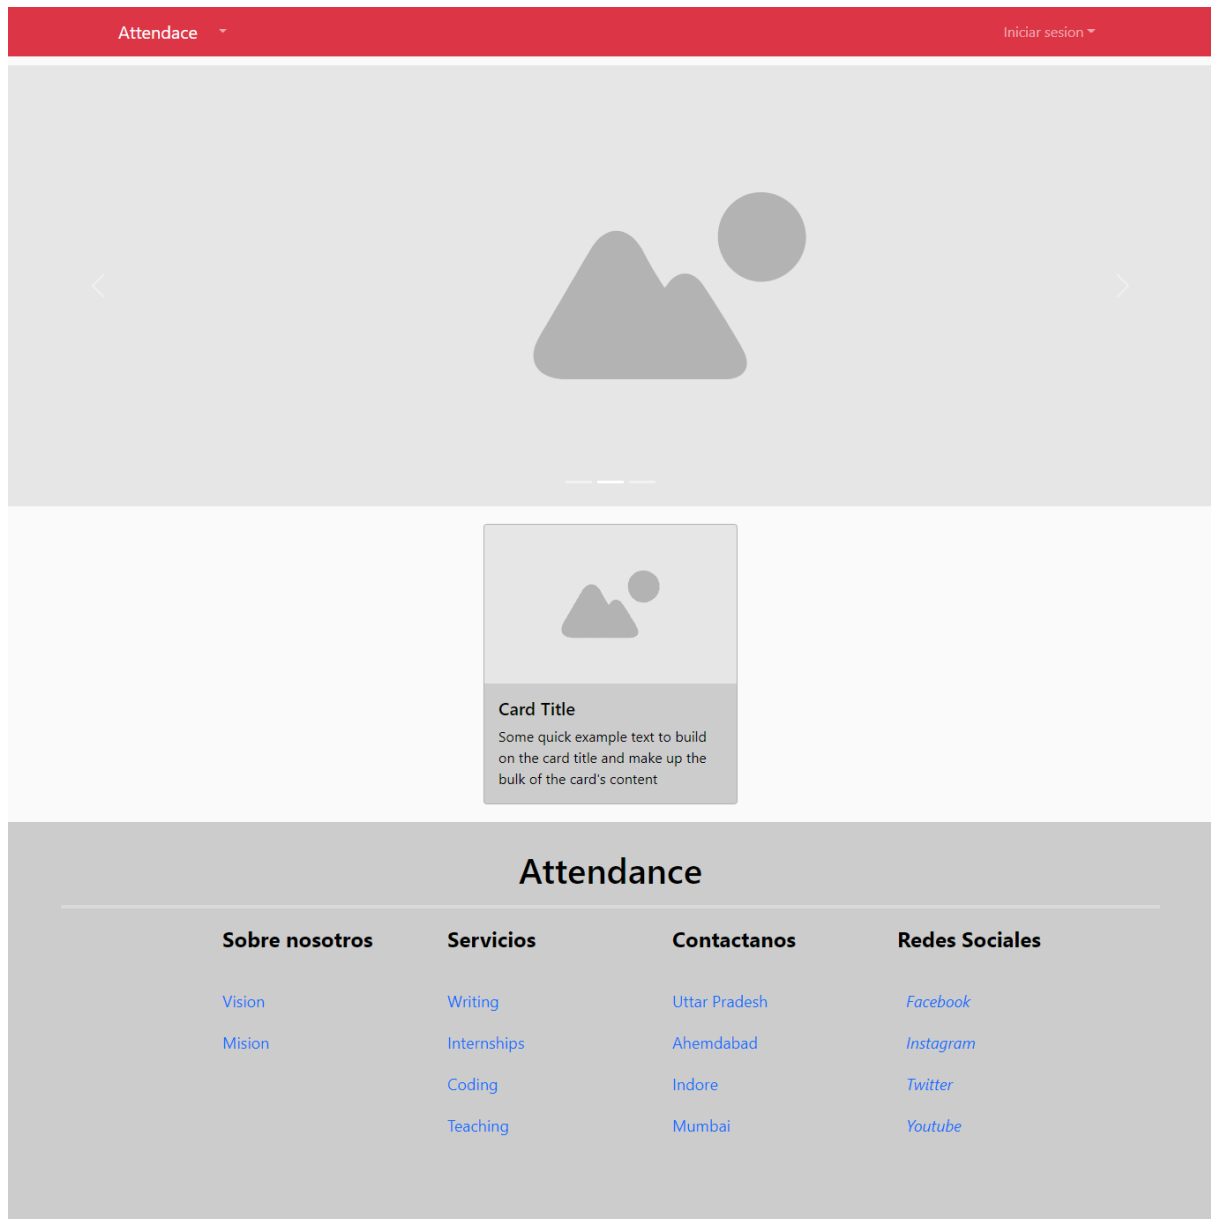 Attendace
Iniciar sesion
Card Title
Some quick example text to build
on the card title and make up the
bulk of the card's content
Attendance
Sobre nosotros
Vision
Mision
Servicios
Writing
Internships
Coding
Teaching
Contactanos
Uttar Pradesh
Ahemdabad
Indore
Mumbai
Redes Sociales
Facebook
Instagram
Twitter
Youtube